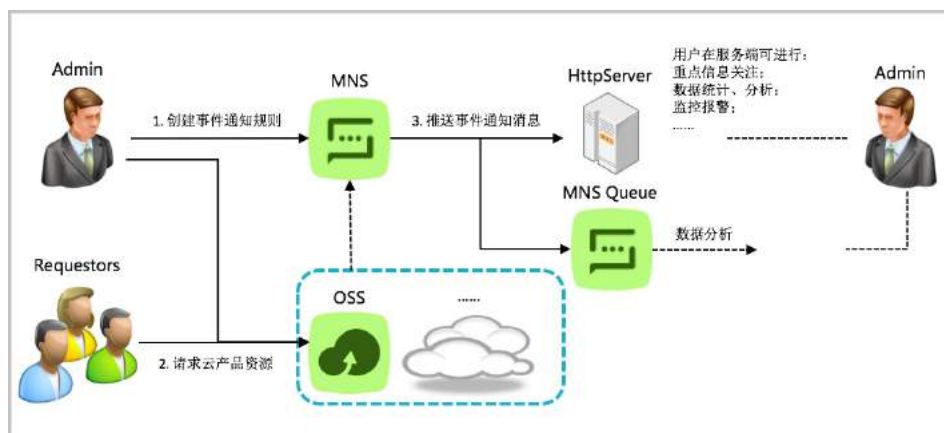 Admin
MNS
HttpServer
用户在服务端可进行：
重点信息关注；
数据统计、分析；
监控报警；
......
Admin
1. 创建事件通知规则
3. 推送事件通知消息
MNS Queue
数据分析
Requestors
OSS
......
2. 请求云产品资源